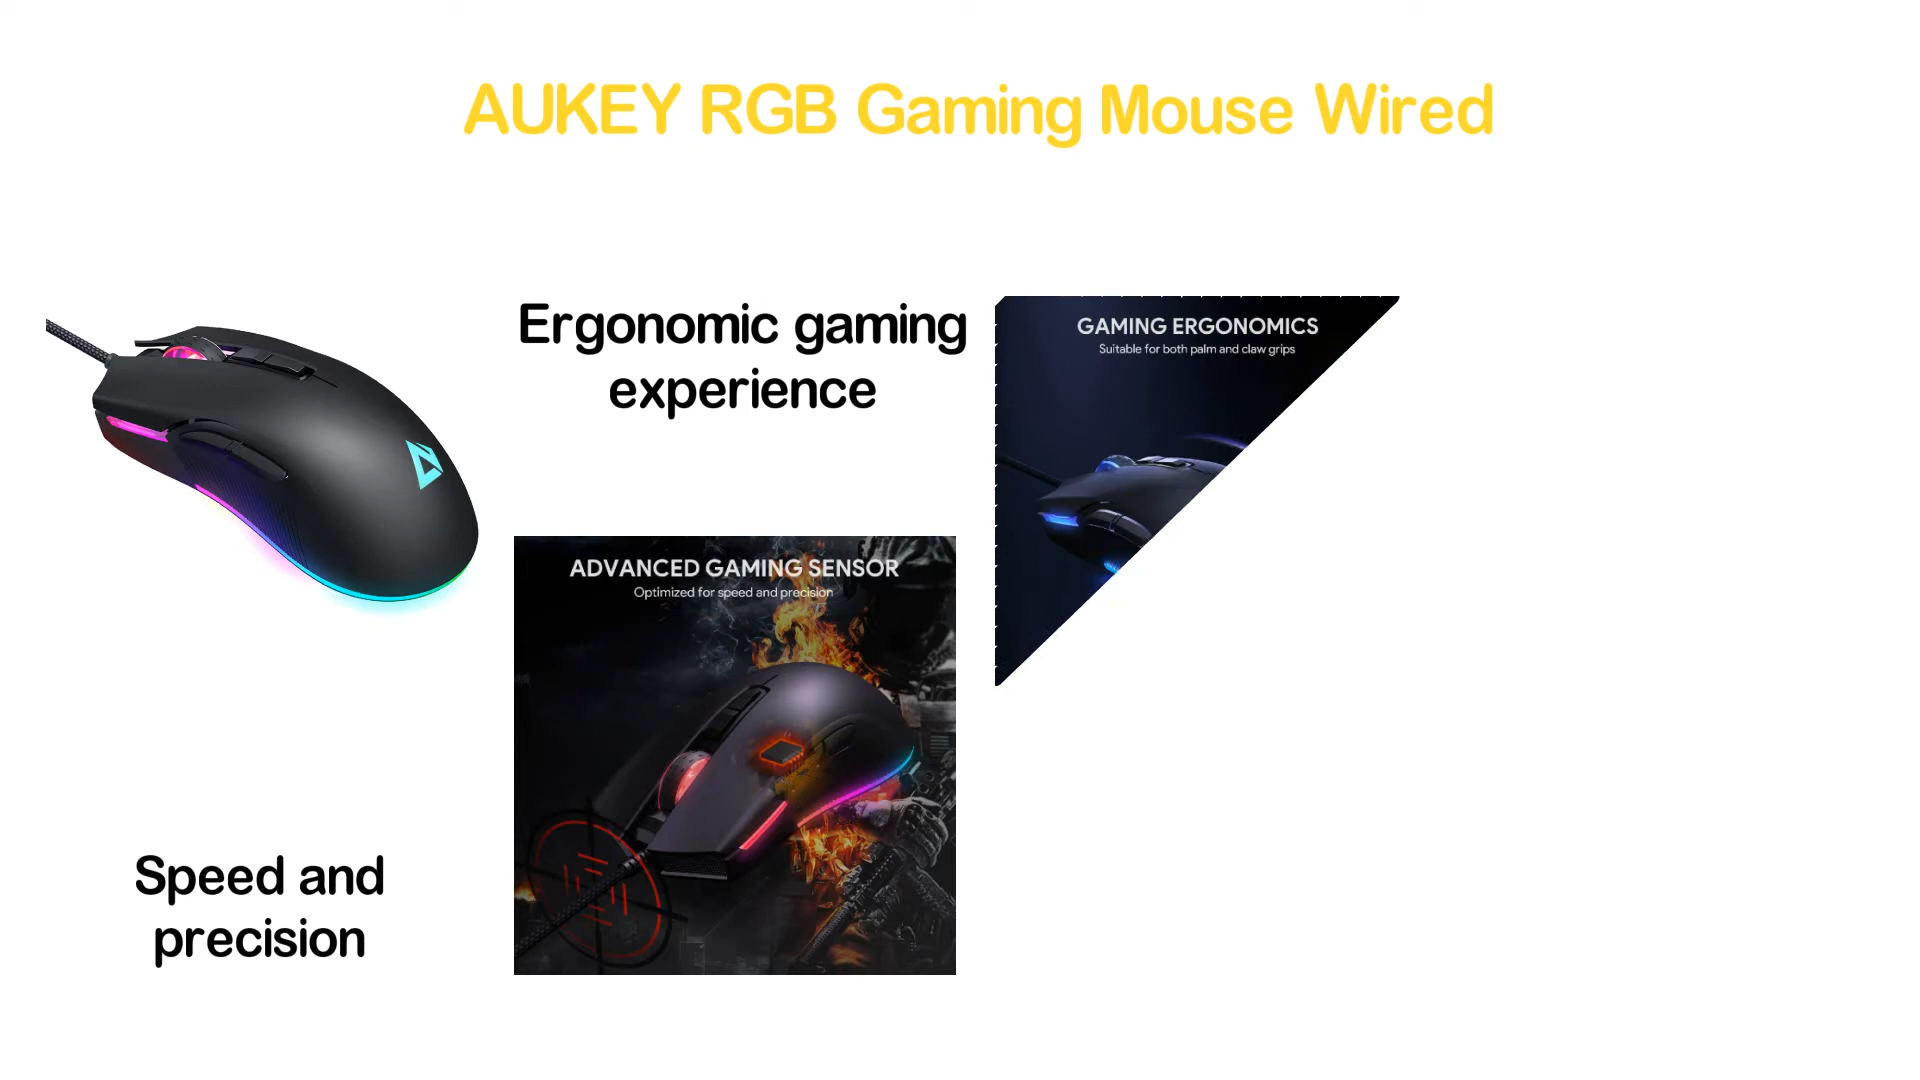 AUKEY RGB Gaming Mouse Wired
Ergonomic gaming
experience
GAMING ERGONOMICS
Suitable for both palm and claw grips
ADVANCED GAMING SENSOR
Optimized for speed and precision
Speed and
precision